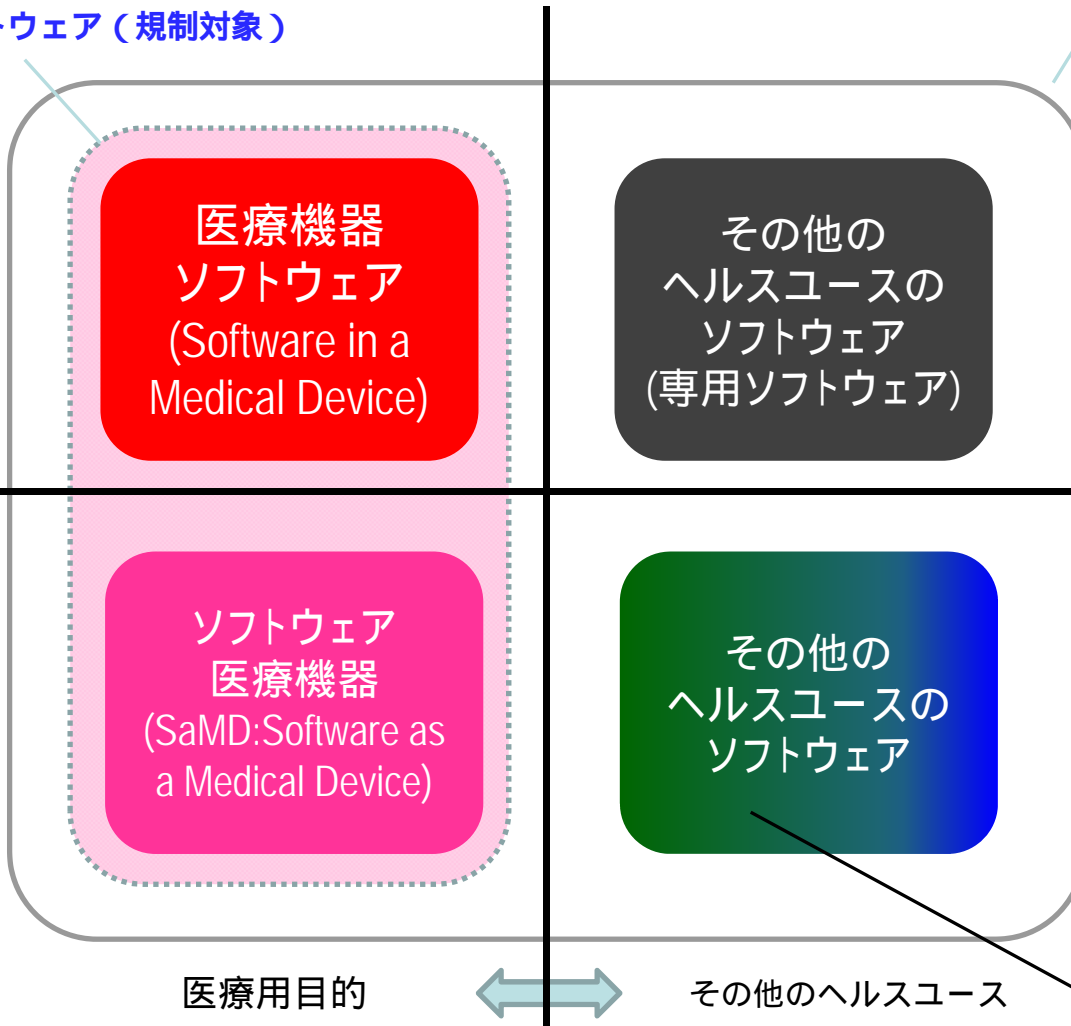 トウェア（規制対象）
医療機器
ソフトウェア
(Software in a
Medical Device)
その他の
ヘルスユースの
ソフトウェア
(専用ソフトウェア)
ソフトウェア
医療機器
(SaMD:Software as
a Medical Device)
その他の
ヘルスユースの
ソフトウェア
医療用目的
その他のヘルスユース